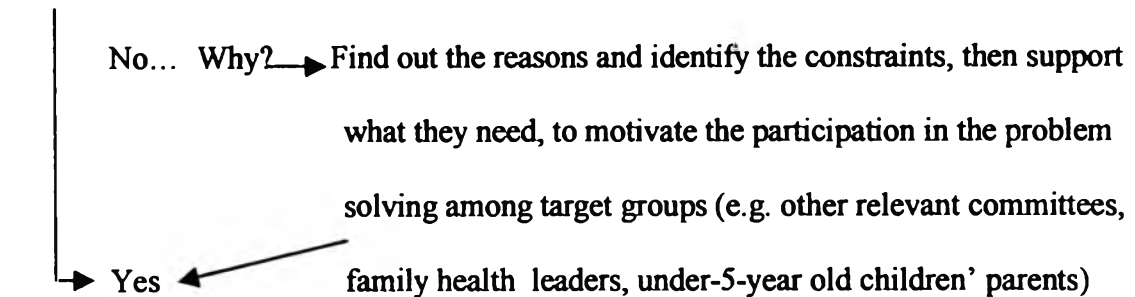 No... Why? Find out the reasons and identify the constraints, then support
what they need, to motivate the participation in the problem
solving among target groups (e.g. other relevant committees,
Yes family health leaders, under-5-year old children' parents)